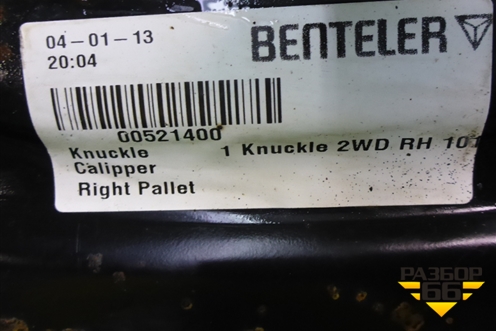 04-01-13
20:04
BENTELER
00521400
Knuckle 1 Knuckle 2WD RH
Calipper
Right Pallet
РАЗБОР
66